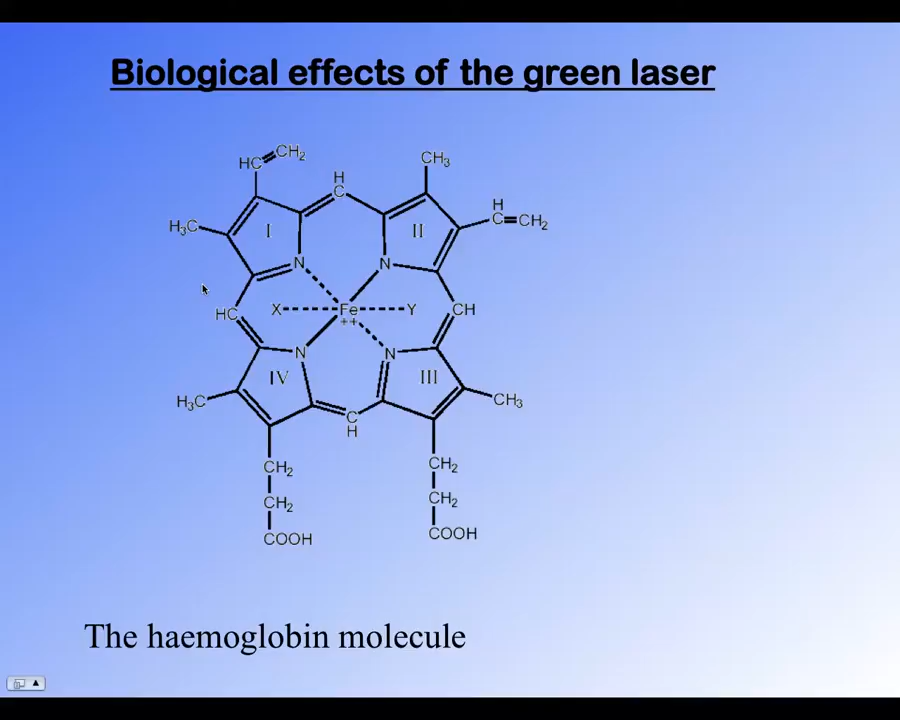 Biological effects of the green laser
HC CH2
H C
CH3
H3C
I
II
H C CH2
N
N
HC
X
Fe
++
Y
CH
N
N
IV
III
H3C
CH3
C H
CH2
CH2
CH2
CH2
COOH
COOH
The haemoglobin molecule